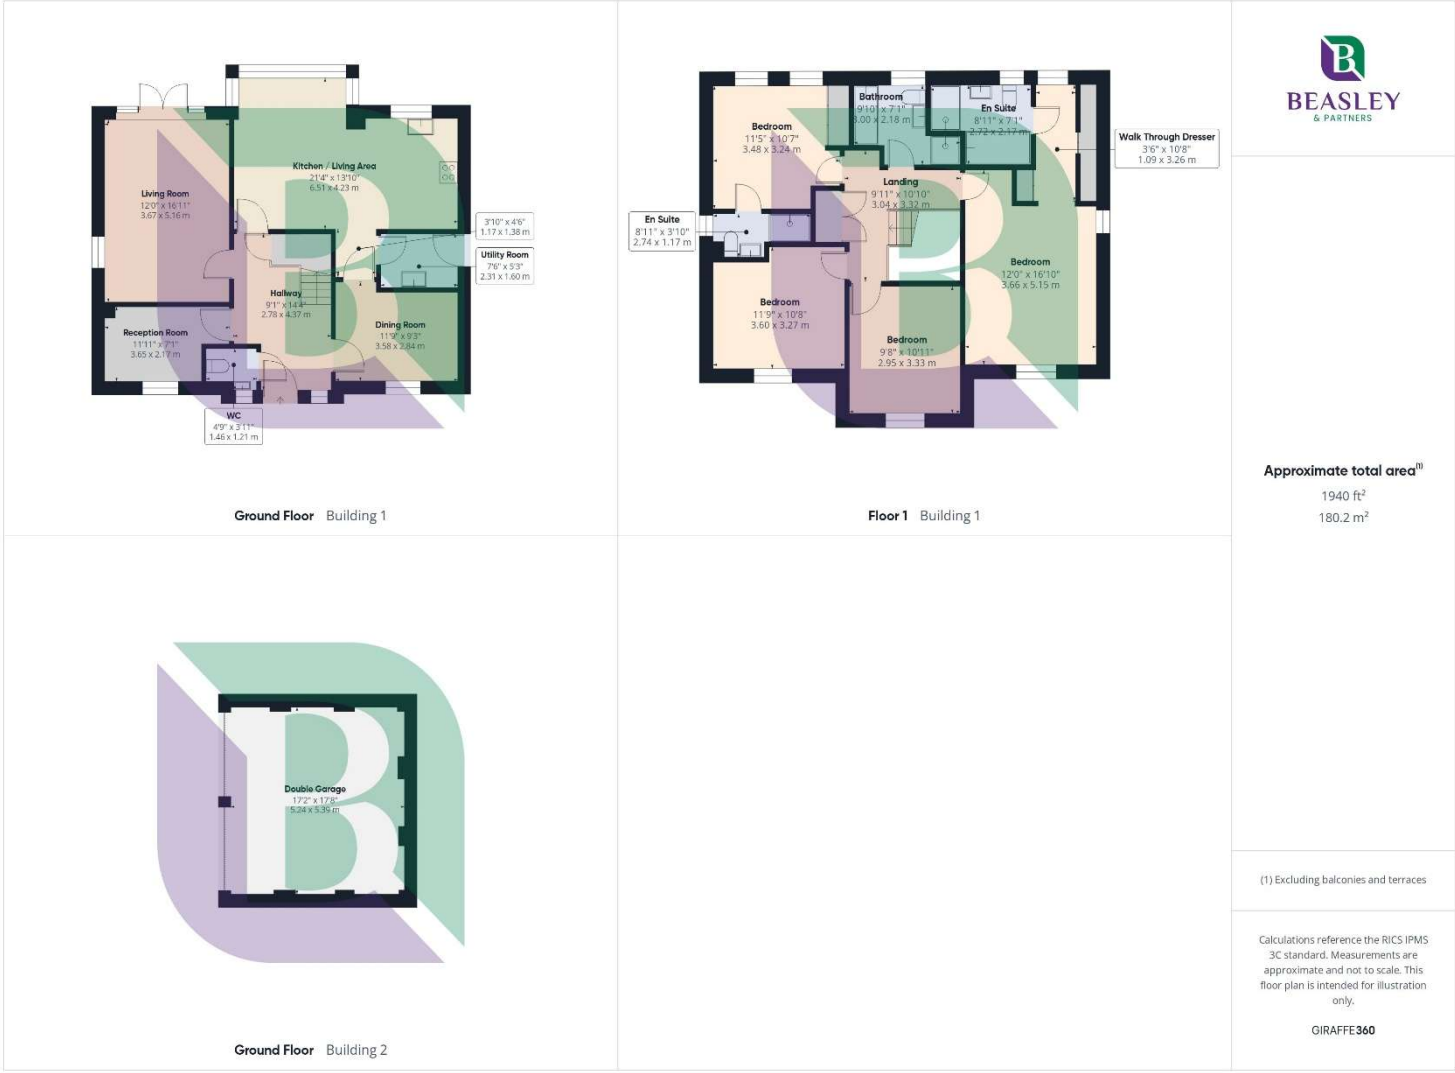 Living Room
12'0" x 16'11"
3.67 x 5.16 m
Kitchen / Living Area
21'4" x 13'10"
6.51 x 4.23 m
3'10" x 4'6"
1.17 x 1.38 m
Utility Room
7'6" x 5'3"
2.31 x 1.60 m
Hallway
9'1" x 14'4"
2.78 x 4.37 m
Reception Room
11'11" x 7'1"
3.65 x 2.17 m
Dining Room
11'9" x 9'3"
3.58 x 2.84 m
WC
4'9" x 3'11"
1.46 x 1.21 m
Ground Floor Building 1
Bedroom
11'5" x 10'7"
3.48 x 3.24 m
Bathroom
9'10" x 7'1"
3.00 x 2.18 m
En Suite
8'11" x 7'1"
2.72 x 2.17 m
Walk Through Dresser
3'6" x 10'8"
1.09 x 3.26 m
Landing
9'11" x 10'10"
3.04 x 3.32 m
En Suite
8'11" x 3'10"
2.74 x 1.17 m
Bedroom
12'0" x 16'10"
3.66 x 5.15 m
Bedroom
11'9" x 10'8"
3.60 x 3.27 m
Bedroom
9'8" x 10'11"
2.95 x 3.33 m
Floor 1 Building 1
Double Garage
17'2" x 17'8"
5.24 x 5.39 m
Ground Floor Building 2
B
BEASLEY
& PARTNERS
Approximate total area(1)
1940 ft²
180.2 m²
(1) Excluding balconies and terraces
Calculations reference the RICS IPMS
3C standard. Measurements are
approximate and not to scale. This
floor plan is intended for illustration
only.
GIRAFFE360